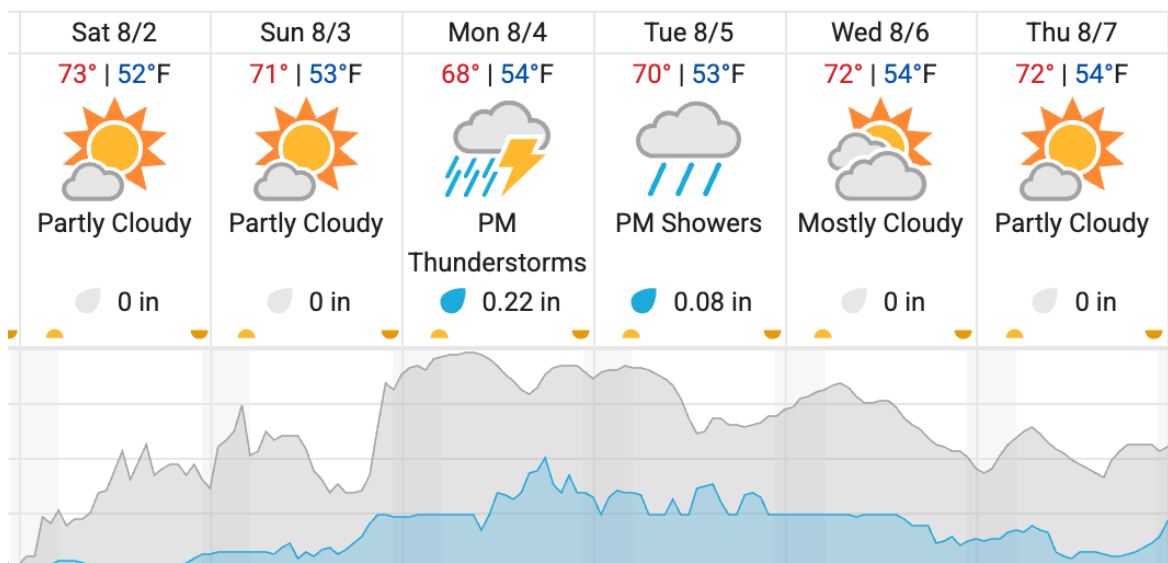 Sat 8/2 Sun 8/3 Mon 8/4 Tue 8/5 Wed 8/6 Thu 8/7
73° | 52°F 71° | 53°F 68° | 54°F 70° | 53°F 72° | 54°F 72° | 54°F
Partly Cloudy Partly Cloudy PM PM Showers Mostly Cloudy Partly Cloudy
Thunderstorms
0 in 0 in 0.22 in 0.08 in 0 in 0 in